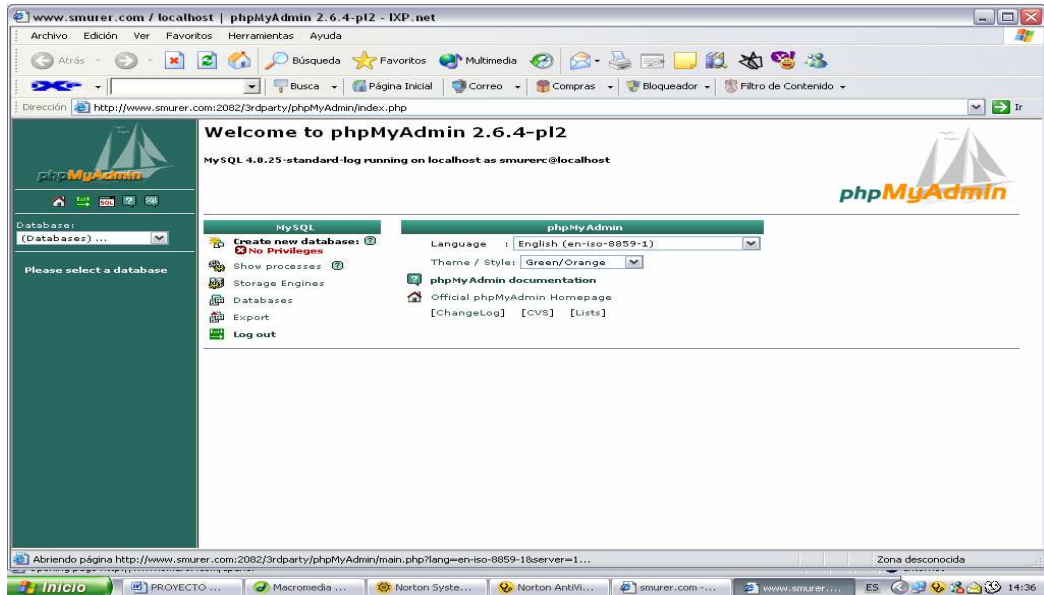 www.smurer.com / localhost | phpMyAdmin 2.6.4-pl2 - IXP.net
Archivo Edición Ver Favoritos Herramientas Ayuda
Atrás Búsqueda Favoritos Multimedia
Busca Página Inicial Correo Compras Bloqueador Filtro de Contenido
Dirección http://www.smurer.com:2082/3rdparty/phpMyAdmin/index.php Ir
phpMyAdmin
Database:
(Databases) ...
Please select a database
Welcome to phpMyAdmin 2.6.4-pl2
MySQL 4.0.25-standard-log running on localhost as smurerc@localhost
phpMyAdmin
MySQL
Create new database:
No Privileges
Show processes
Storage Engines
Databases
Export
Log out
phpMyAdmin
Language : English (en-iso-8859-1)
Theme / Style: Green/Orange
phpMyAdmin documentation
Official phpMyAdmin Homepage
[ChangeLog] [CVS] [Lists]
Abriendo página http://www.smurer.com:2082/3rdparty/phpMyAdmin/main.php?lang=en-iso-8859-1&server=1... Zona desconocida
Inicio PROYECTO ... Macromedia ... Norton Syste... Norton AntiVi... smurer.com -... www.smurer.... ES 14:36